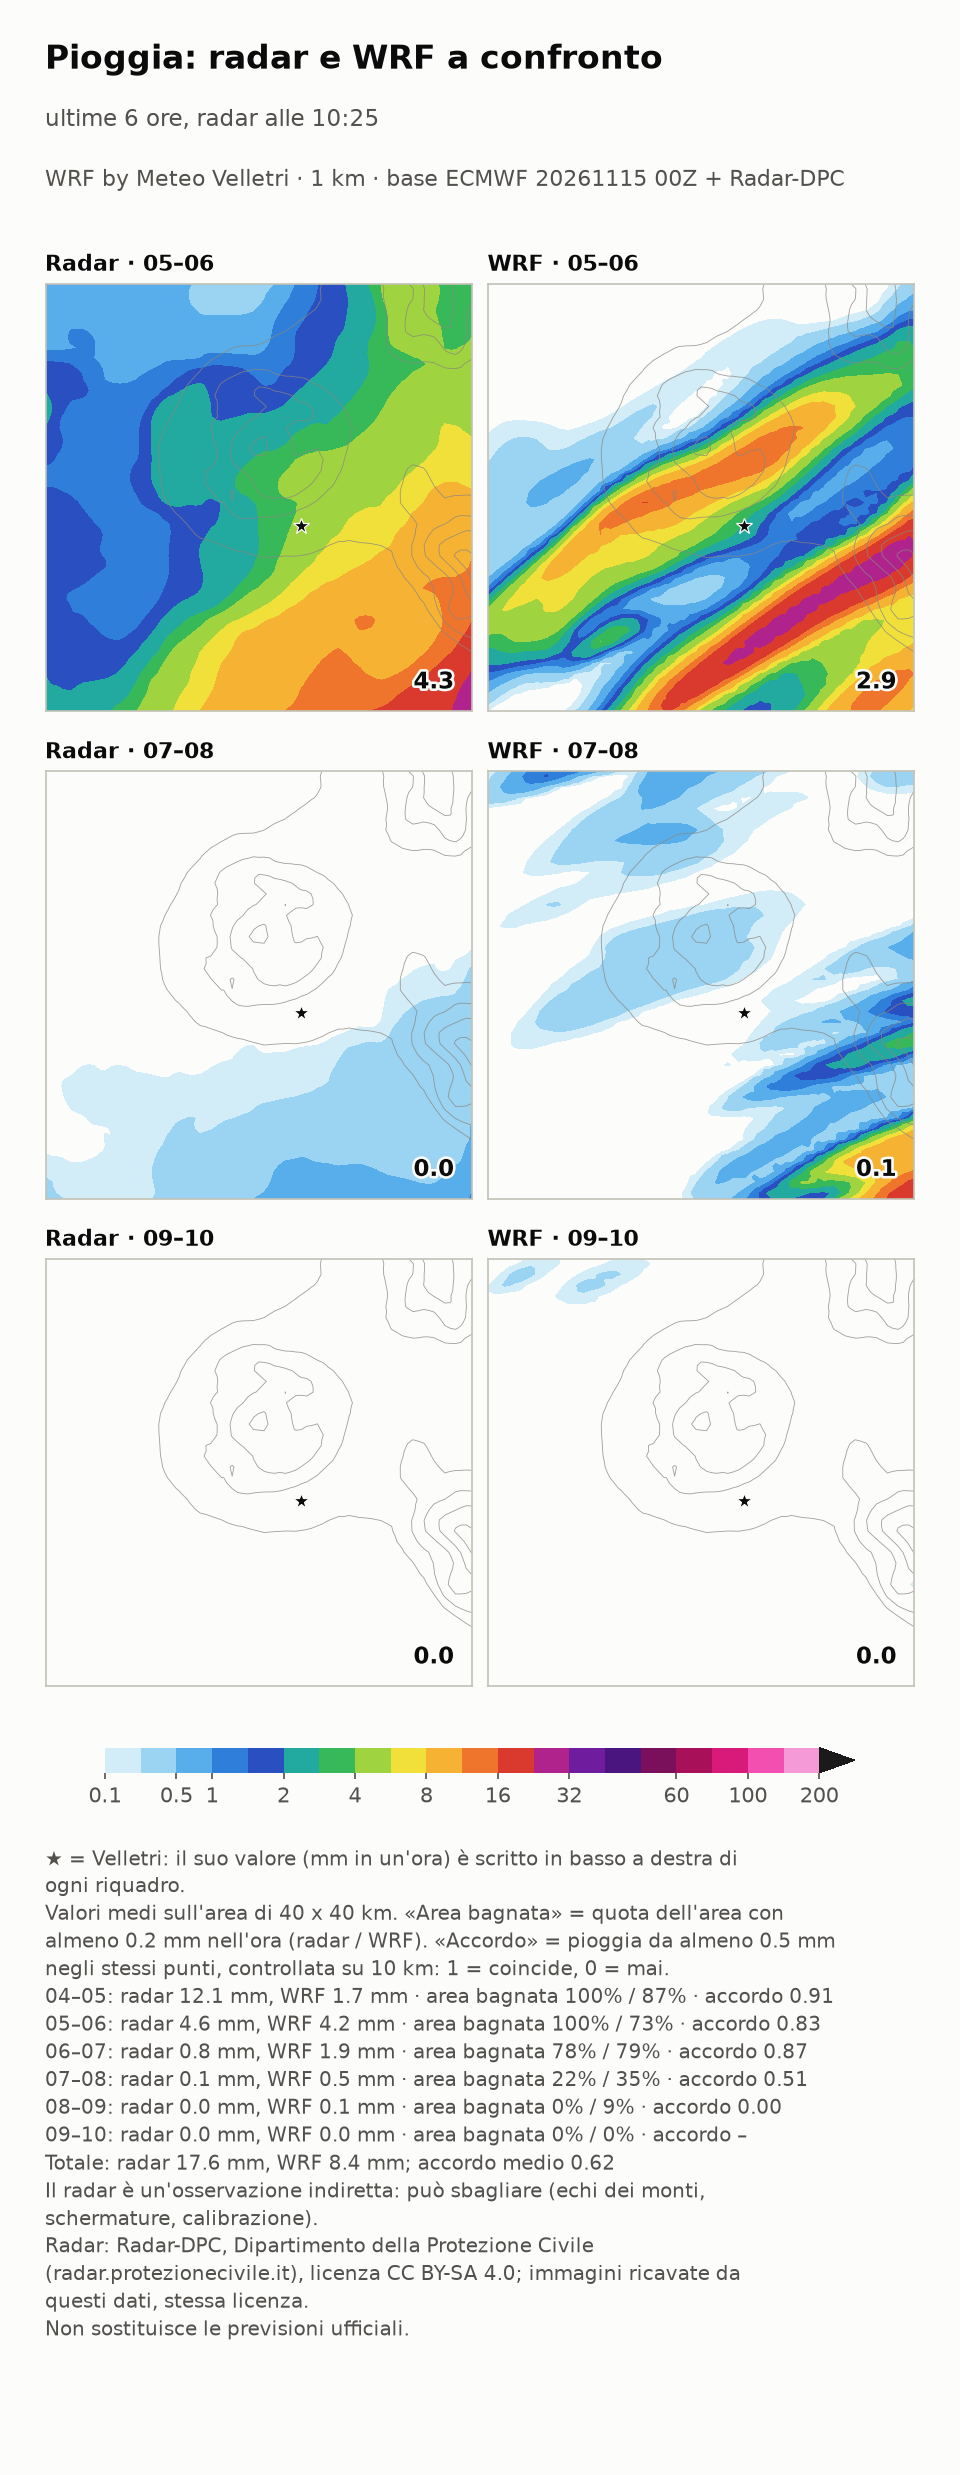 Pioggia: radar e WRF a confronto
ultime 6 ore, radar alle 10:25
WRF by Meteo Velletri · 1 km · base ECMWF 20261115 00Z + Radar-DPC
Radar · 05–06
WRF · 05–06
4.3
2.9
Radar · 07–08
WRF · 07–08
0.0
0.1
Radar · 09–10
WRF · 09–10
0.0
0.0
0.1 0.5 1 2 4 8 16 32 60 100 200
★ = Velletri: il suo valore (mm in un'ora) è scritto in basso a destra di
ogni riquadro.
Valori medi sull'area di 40 x 40 km. «Area bagnata» = quota dell'area con
almeno 0.2 mm nell'ora (radar / WRF). «Accordo» = pioggia da almeno 0.5 mm
negli stessi punti, controllata su 10 km: 1 = coincide, 0 = mai.
04–05: radar 12.1 mm, WRF 1.7 mm · area bagnata 100% / 87% · accordo 0.91
05–06: radar 4.6 mm, WRF 4.2 mm · area bagnata 100% / 73% · accordo 0.83
06–07: radar 0.8 mm, WRF 1.9 mm · area bagnata 78% / 79% · accordo 0.87
07–08: radar 0.1 mm, WRF 0.5 mm · area bagnata 22% / 35% · accordo 0.51
08–09: radar 0.0 mm, WRF 0.1 mm · area bagnata 0% / 9% · accordo 0.00
09–10: radar 0.0 mm, WRF 0.0 mm · area bagnata 0% / 0% · accordo –
Totale: radar 17.6 mm, WRF 8.4 mm; accordo medio 0.62
Il radar è un'osservazione indiretta: può sbagliare (echi dei monti,
schermature, calibrazione).
Radar: Radar-DPC, Dipartimento della Protezione Civile
(radar.protezionecivile.it), licenza CC BY-SA 4.0; immagini ricavate da
questi dati, stessa licenza.
Non sostituisce le previsioni ufficiali.